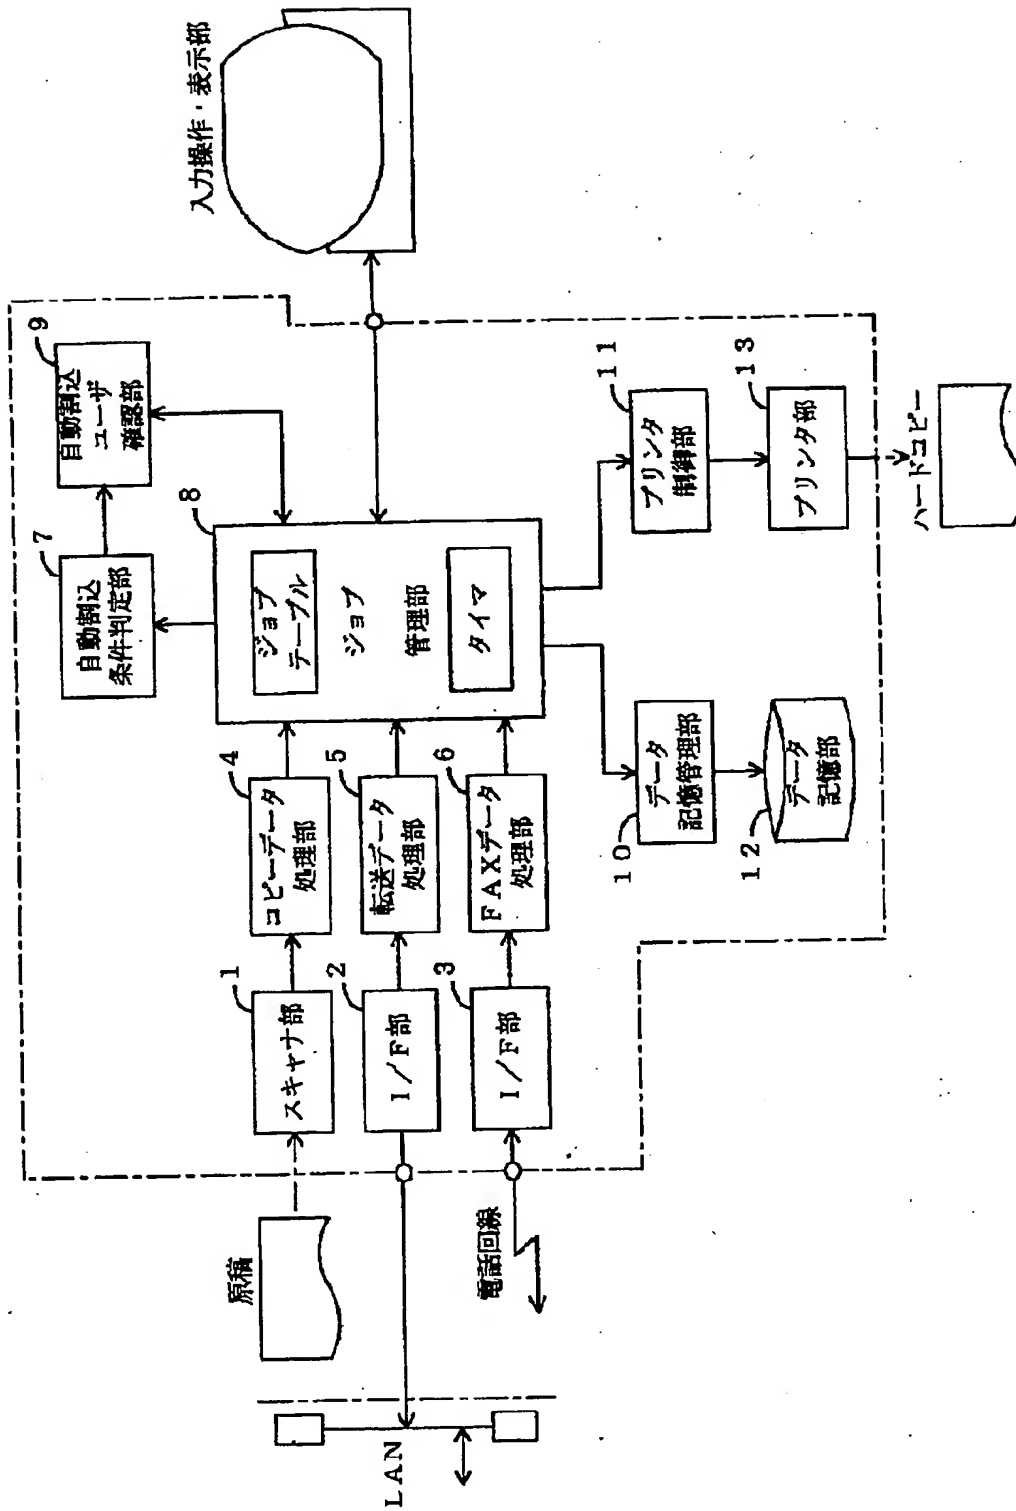 入力操作・表示部
9
自動割込
ユーザ
確認部
7
自動割込
条件判定部
8
ジョブ
テーブル
ジョブ
管理部
タイマ
4
コピーデータ
処理部
5
転送データ
処理部
6
FAXデータ
処理部
1
スキャナ部
2
I/F部
3
I/F部
原稿
電話回線
LAN
11
プリンタ
制御部
13
プリンタ部
ハードコピー
10
データ
記憶管理部
12
データ
記憶部